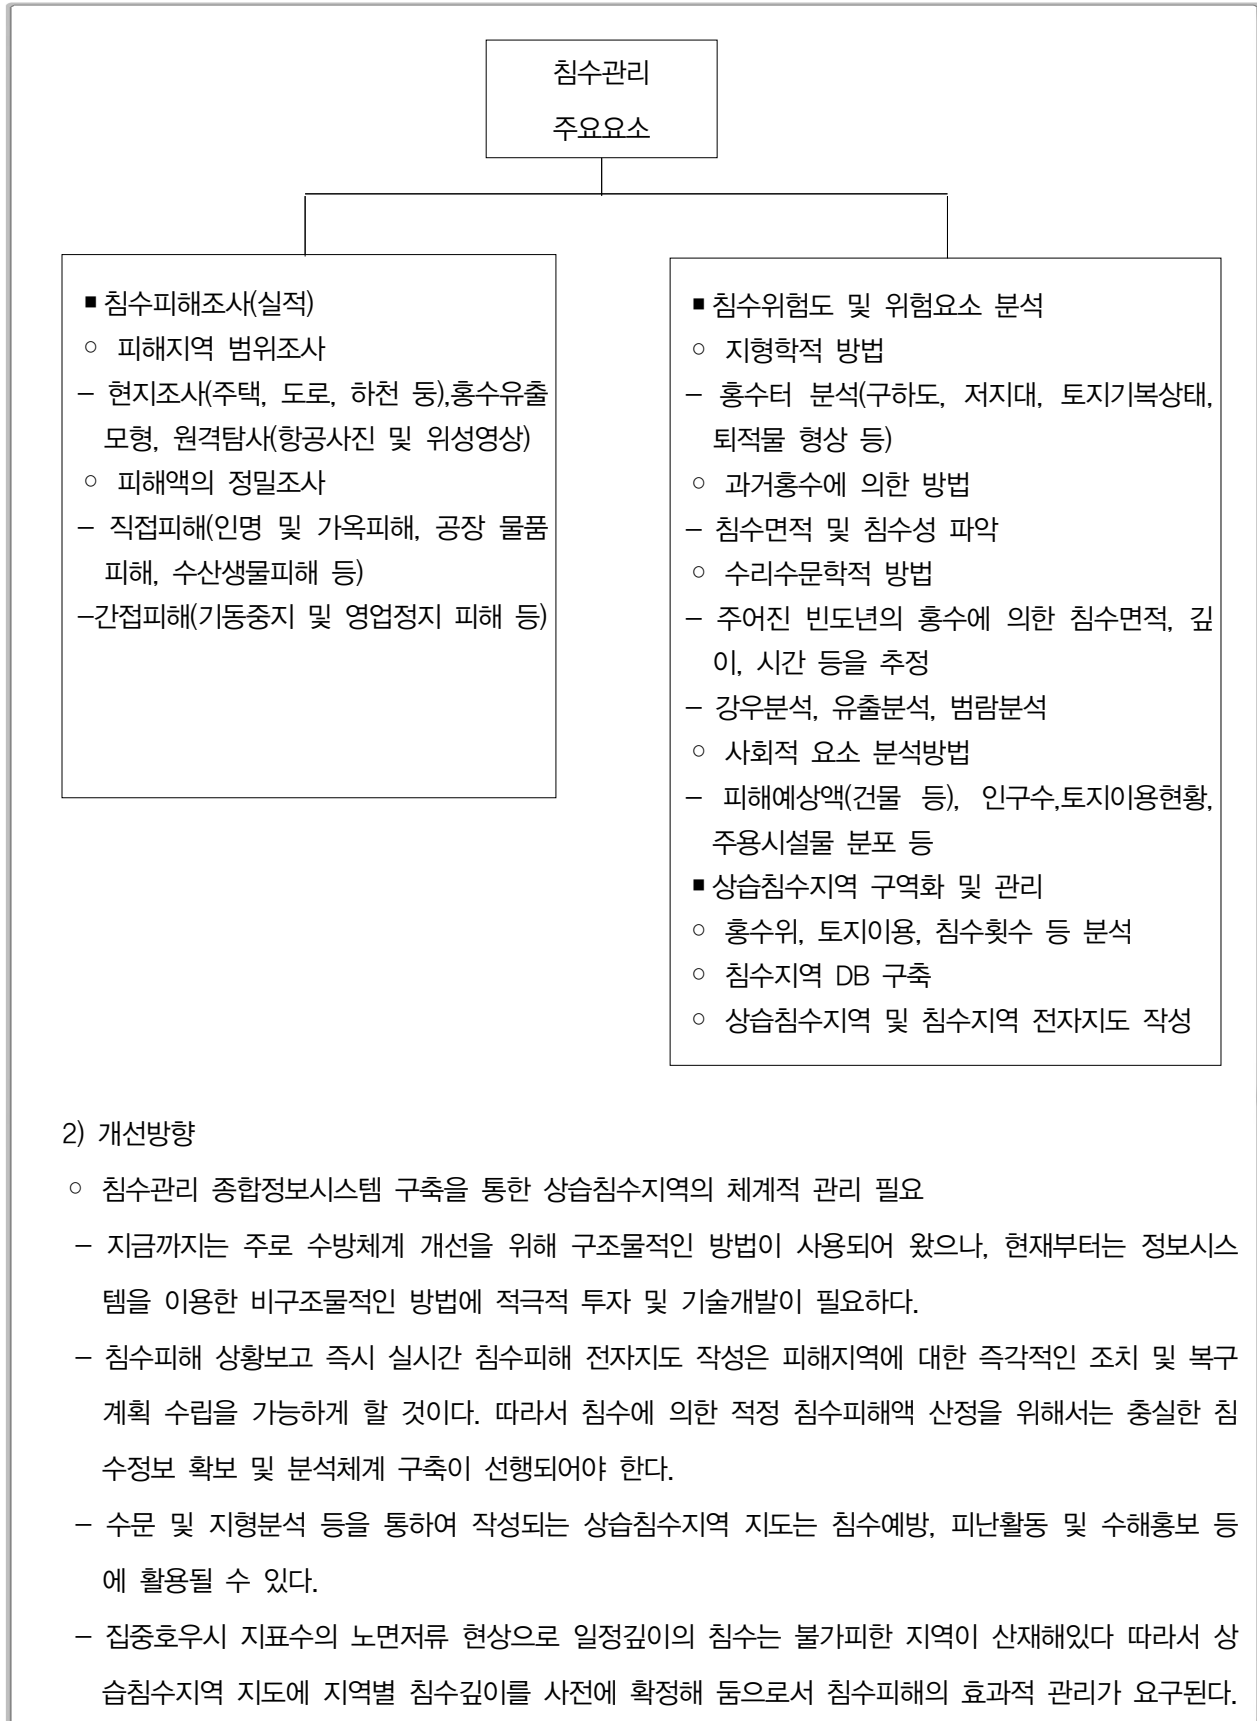 침수관리
주요요소
■ 침수피해조사(실적)
○ 피해지역 범위조사
- 현지조사(주택, 도로, 하천 둥),홍수유출
모형, 원격탐사(항공사진 및 위성영상)
○ 피해액의 정밀조사
- 직접피해(인명 및 가옥피해, 공장 물품
피해, 수산생물피해 등)
-간접피해(기동중지 및 영업정지 피해 등)
■ 침수위험도 및 위험요소 분석
○ 지형학적 방법
- 홍수터 분석(구하도, 저지대, 토지기복상태,
퇴적물 형상 등)
○ 과거홍수에 의한 방법
- 침수면적 및 침수성 파악
○ 수리수문학적 방법
- 주어진 빈도년의 홍수에 의한 침수면적, 깊
이, 시간 등을 추정
- 강우분석, 유출분석, 범람분석
○ 사회적 요소 분석방법
- 피해예상액(건물 등), 인구수,토지이용현황,
주용시설물 분포 등
■ 상습침수지역 구역화 및 관리
○ 홍수위, 토지이용, 침수횟수 등 분석
○ 침수지역 DB 구축
○ 상습침수지역 및 침수지역 전자지도 작성
2) 개선방향
○ 침수관리 종합정보시스템 구축을 통한 상습침수지역의 체계적 관리 필요
- 지금까지는 주로 수방체계 개선을 위해 구조물적인 방법이 사용되어 왔으나, 현재부터는 정보시스
템을 이용한 비구조물적인 방법에 적극적 투자 및 기술개발이 필요하다.
- 침수피해 상황보고 즉시 실시간 침수피해 전자지도 작성은 피해지역에 대한 즉각적인 조치 및 복구
계획 수립을 가능하게 할 것이다. 따라서 침수에 의한 적정 침수피해액 산정을 위해서는 충실한 침
수정보 확보 및 분석체계 구축이 선행되어야 한다.
- 수문 및 지형분석 등을 통하여 작성되는 상습침수지역 지도는 침수예방, 피난활동 및 수해홍보 등
에 활용될 수 있다.
- 집중호우시 지표수의 노면저류 현상으로 일정깊이의 침수는 불가피한 지역이 산재해있다 따라서 상
습침수지역 지도에 지역별 침수깊이를 사전에 확정해 둠으로서 침수피해의 효과적 관리가 요구된다.